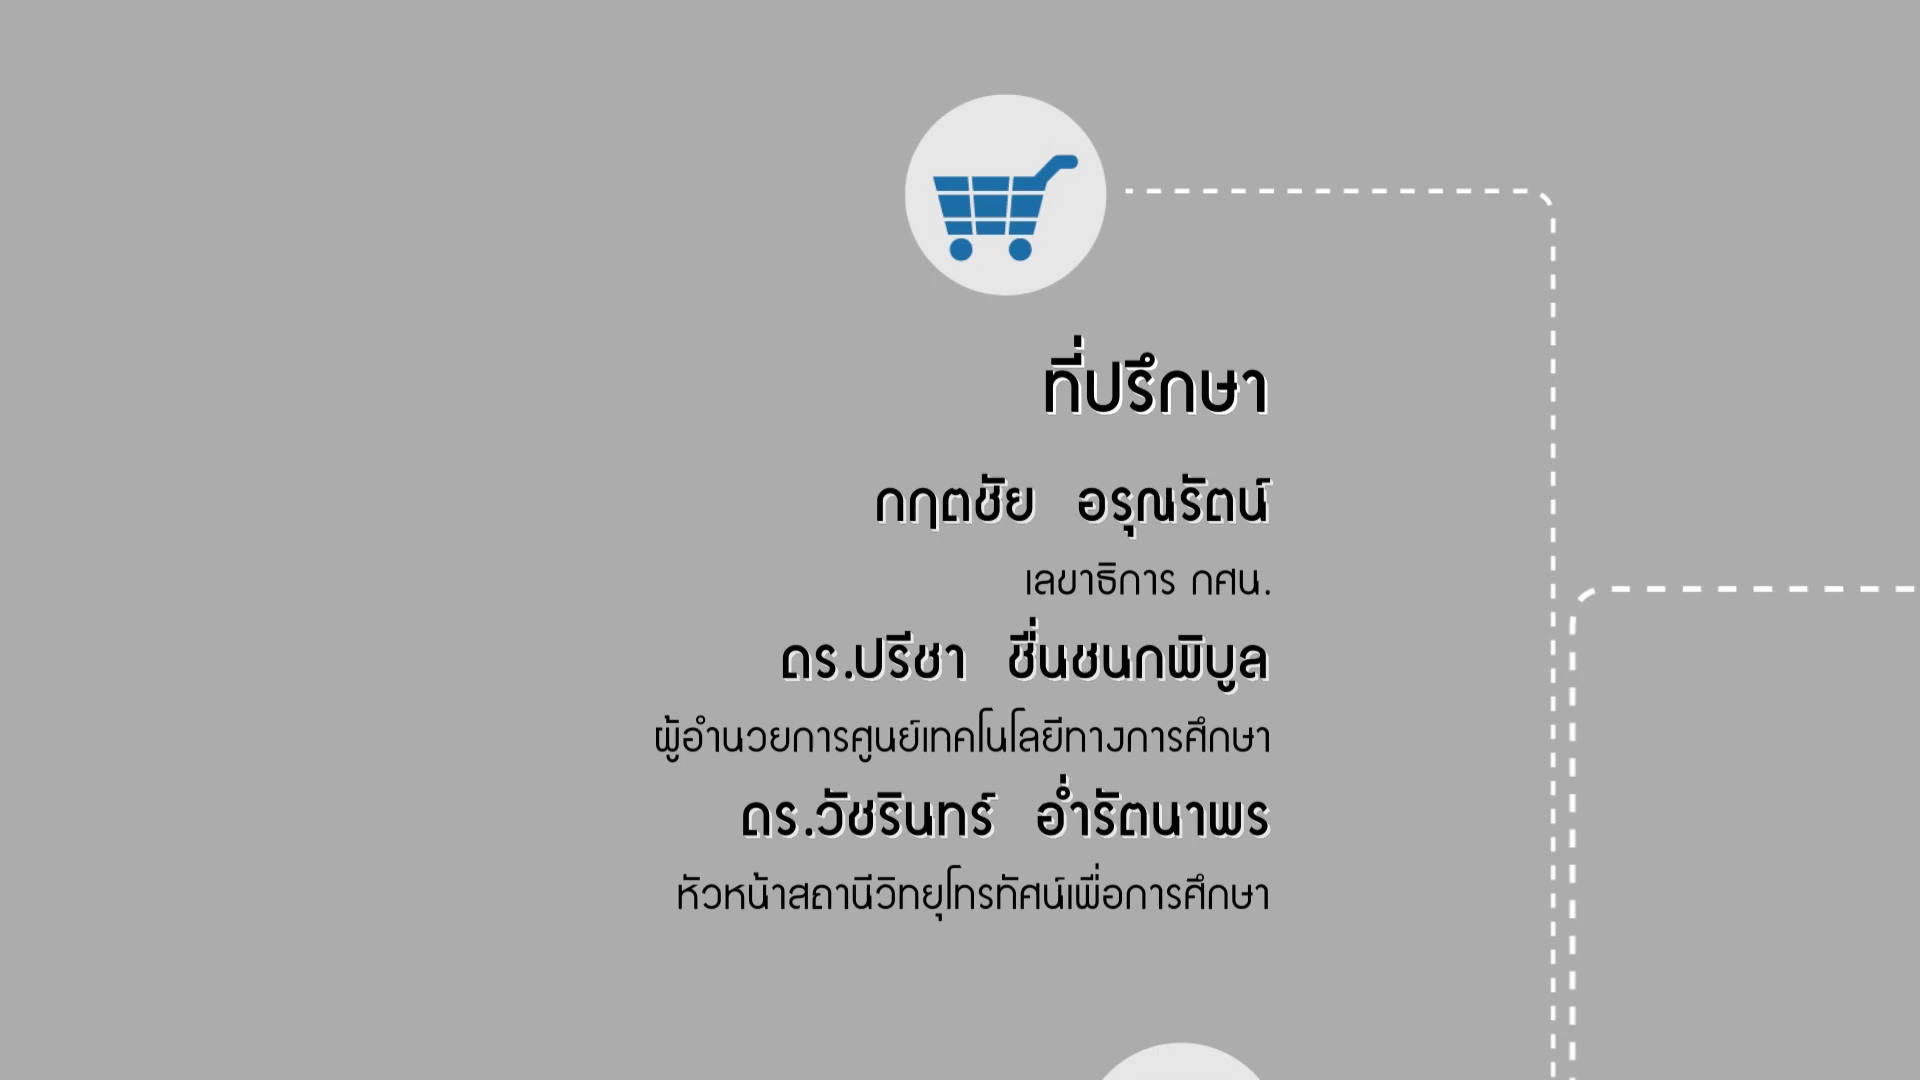 ที่ปรึกษา
กฤตชัย อรุณรัตน์
เลขาธิการ กศน.
ดร.ปรีชา ชื่นชนกพิบูล
ผู้อำนวยการศูนย์เทคโนโลยีทางการศึกษา
ดร.วัชรินทร์ อ่ำรัตนาพร
หัวหน้าสถานีวิทยุโทรทัศน์เพื่อการศึกษา